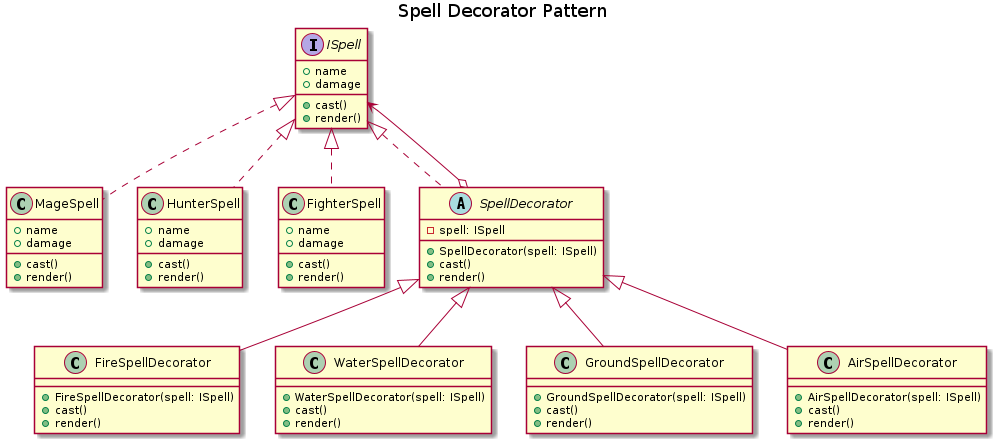 Spell Decorator Pattern
I ISpell
name
damage
cast()
render()
C MageSpell
name
damage
cast()
render()
C HunterSpell
name
damage
cast()
render()
C FighterSpell
name
damage
cast()
render()
A SpellDecorator
spell: ISpell
SpellDecorator(spell: ISpell)
cast()
render()
C FireSpellDecorator
FireSpellDecorator(spell: ISpell)
cast()
render()
C WaterSpellDecorator
WaterSpellDecorator(spell: ISpell)
cast()
render()
C GroundSpellDecorator
GroundSpellDecorator(spell: ISpell)
cast()
render()
C AirSpellDecorator
AirSpellDecorator(spell: ISpell)
cast()
render()